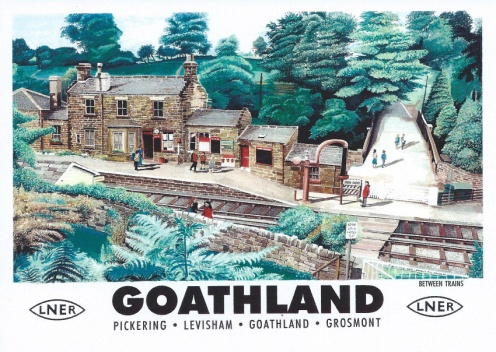 BETWEEN TRAINS
LNER
GOATHLAND
LNER
PICKERING • LEVISHAM • GOATHLAND • GROSMONT